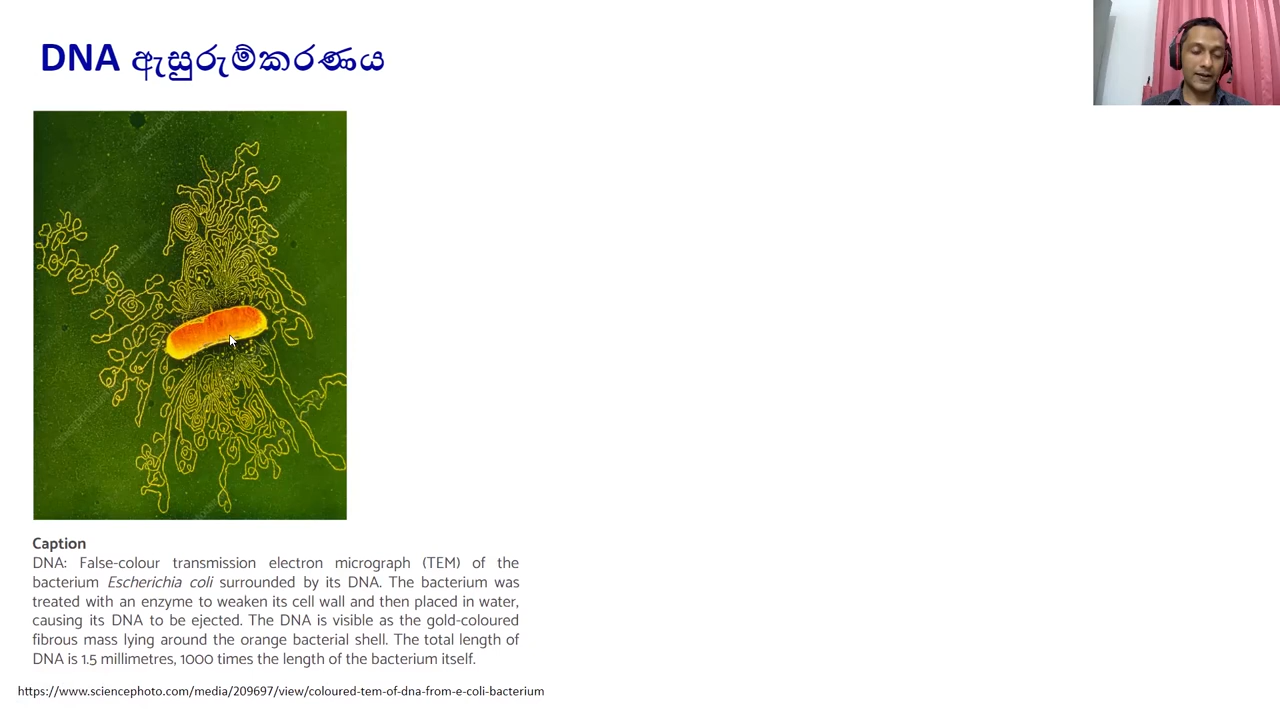 DNA ඇසුරුම්කරණය
Caption
DNA: False-colour transmission electron micrograph (TEM) of the
bacterium Escherichia coli surrounded by its DNA. The bacterium was
treated with an enzyme to weaken its cell wall and then placed in water,
causing its DNA to be ejected. The DNA is visible as the gold-coloured
fibrous mass lying around the orange bacterial shell. The total length of
DNA is 1.5 millimetres, 1000 times the length of the bacterium itself.
https://www.sciencephoto.com/media/209697/view/coloured-tem-of-dna-from-e-coli-bacterium